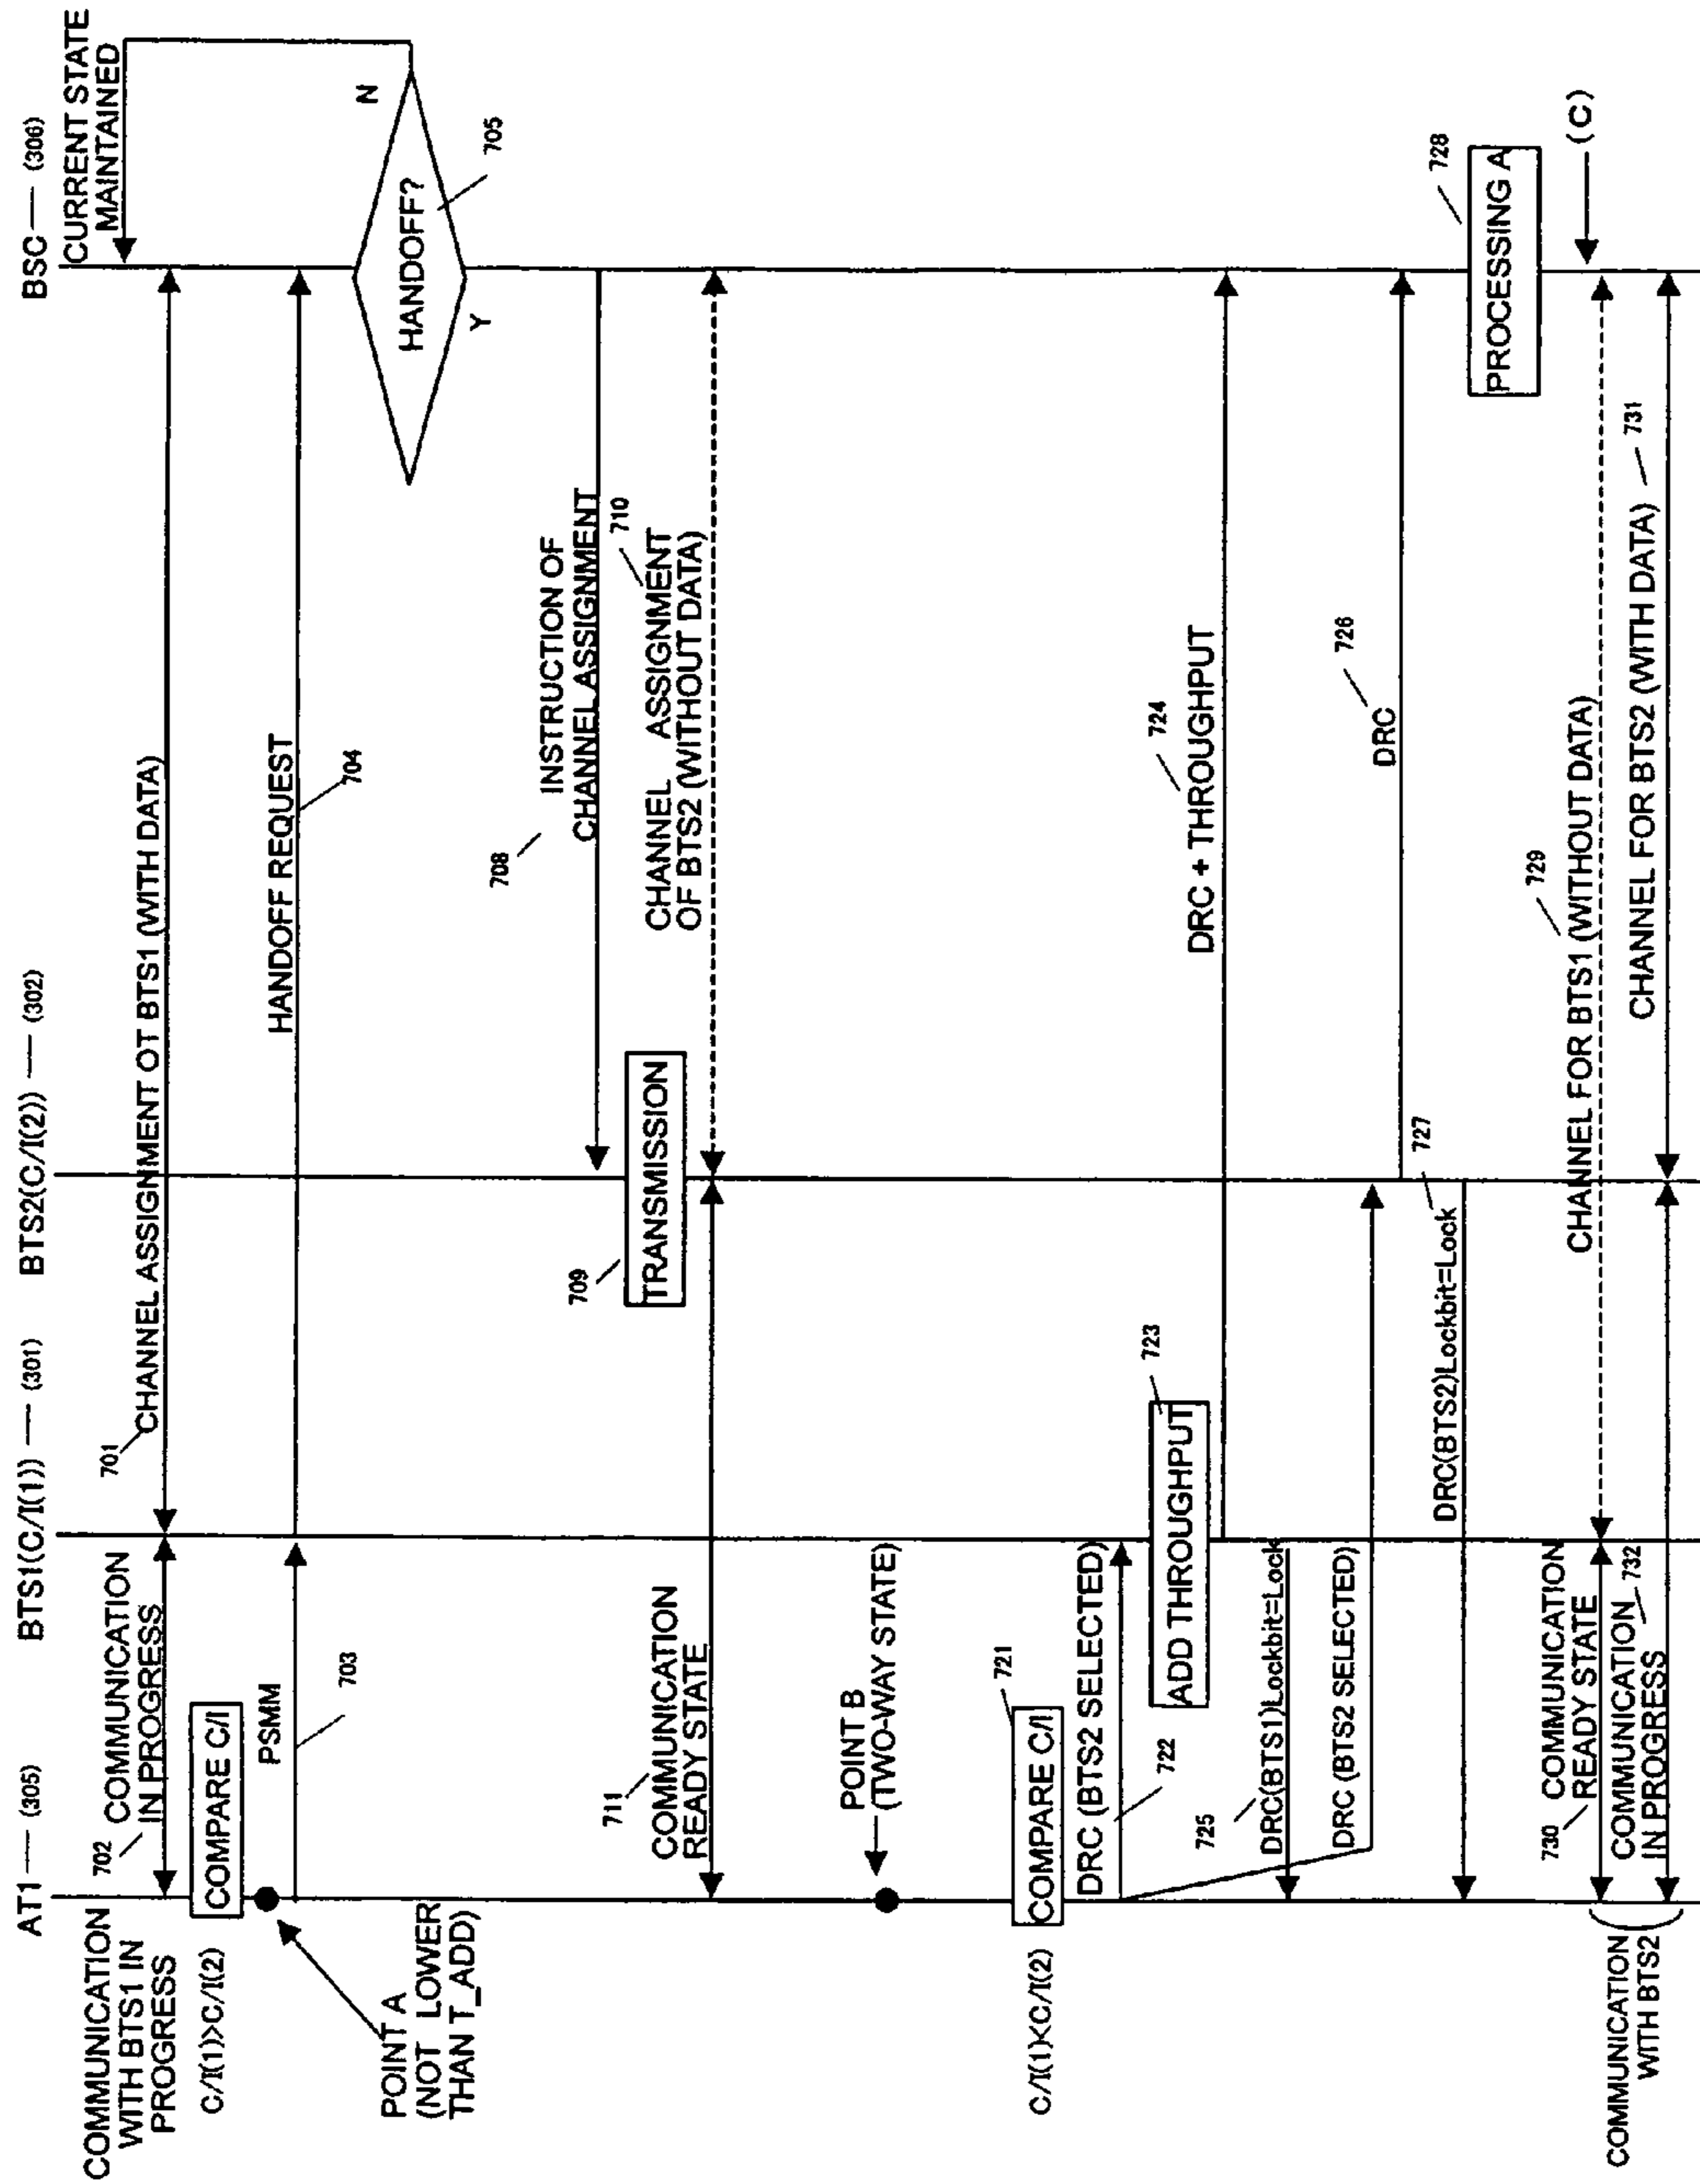 AT1 — (305)
BTS1(C/I(1)) — (301)
BTS2(C/I(2)) — (302)
BSC — (306)
COMMUNICATION
WITH BTS1 IN
PROGRESS
702
COMMUNICATION
IN PROGRESS
701
CHANNEL ASSIGNMENT OT BTS1 (WITH DATA)
CURRENT STATE
MAINTAINED
C/I(1)>C/I(2)
COMPARE C/I
POINT A
(NOT LOWER
THAN T_ADD)
PSMM
703
HANDOFF REQUEST
704
HANDOFF?
N
Y
705
708
INSTRUCTION OF
CHANNEL ASSIGNMENT
709
TRANSMISSION
710
CHANNEL ASSIGNMENT
OF BTS2 (WITHOUT DATA)
711
COMMUNICATION
READY STATE
POINT B
(TWO-WAY STATE)
C/I(1)<C/I(2)
COMPARE C/I
721
DRC (BTS2 SELECTED)
722
ADD THROUGHPUT
723
DRC + THROUGHPUT
724
725
DRC(BTS1)Lockbit=Lock
DRC (BTS2 SELECTED)
DRC
726
DRC(BTS2)Lockbit=Lock
727
PROCESSING A
728
(C)
CHANNEL FOR BTS1 (WITHOUT DATA)
729
730
COMMUNICATION
READY STATE
CHANNEL FOR BTS2 (WITH DATA)
731
COMMUNICATION
IN PROGRESS
732
COMMUNICATION
WITH BTS2